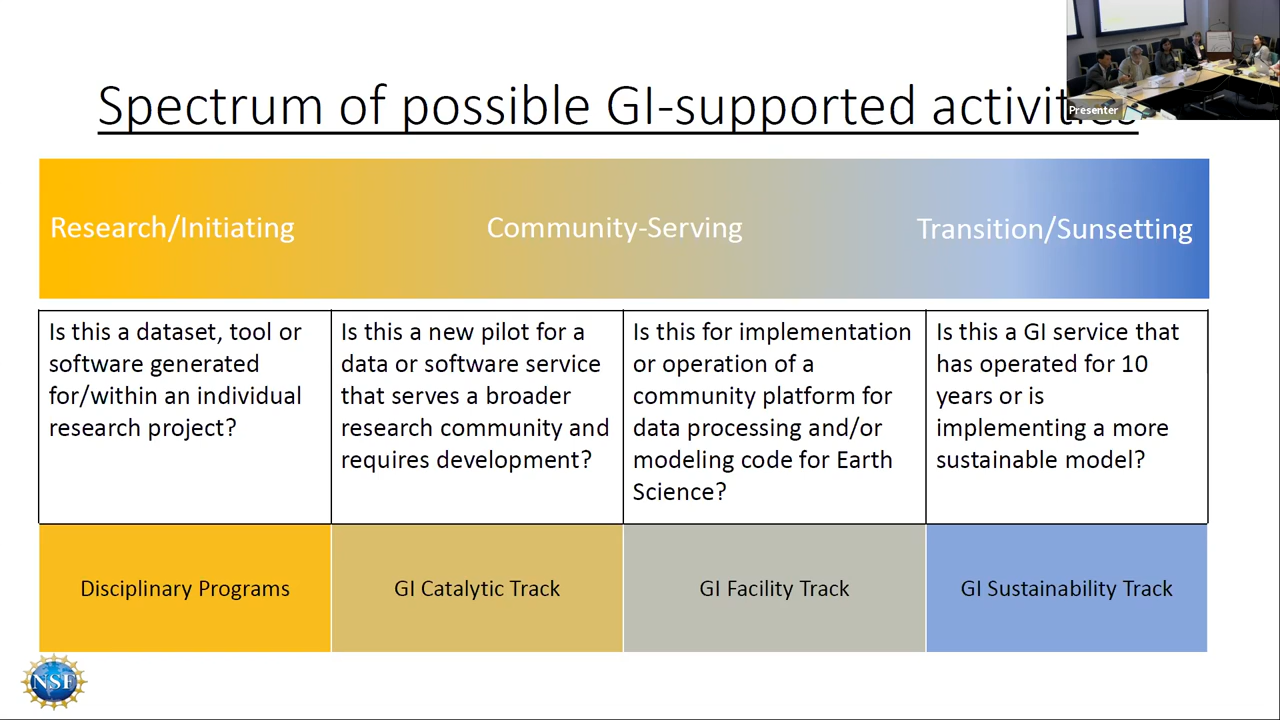 Spectrum of possible GI-supported activities
Presenter
Research/Initiating
Community-Serving
Transition/Sunsetting
Is this a dataset, tool or
software generated
for/within an individual
research project?
Is this a new pilot for a
data or software service
that serves a broader
research community and
requires development?
Is this for implementation
or operation of a
community platform for
data processing and/or
modeling code for Earth
Science?
Is this a GI service that
has operated for 10
years or is
implementing a more
sustainable model?
Disciplinary Programs
GI Catalytic Track
GI Facility Track
GI Sustainability Track
NSF